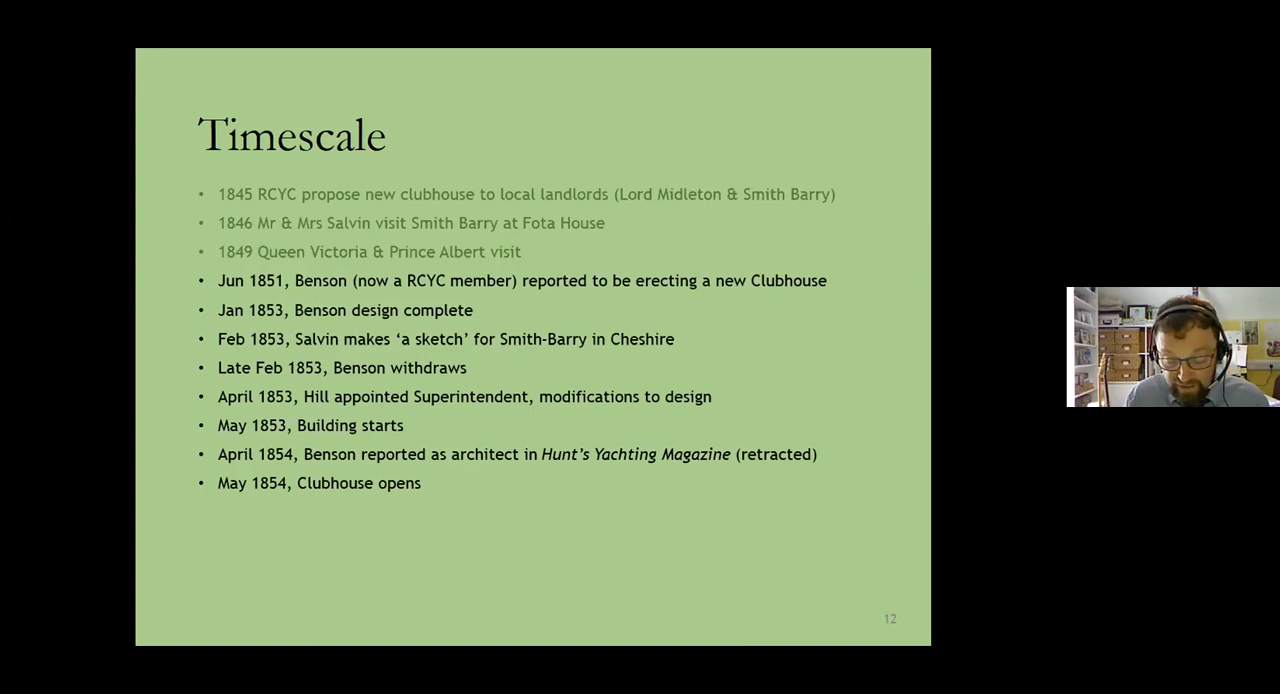 Timescale
• 1845 RCYC propose new clubhouse to local landlords (Lord Midleton & Smith Barry)
• 1846 Mr & Mrs Salvin visit Smith Barry at Fota House
• 1849 Queen Victoria & Prince Albert visit
• Jun 1851, Benson (now a RCYC member) reported to be erecting a new Clubhouse
• Jan 1853, Benson design complete
• Feb 1853, Salvin makes ‘a sketch’ for Smith-Barry in Cheshire
• Late Feb 1853, Benson withdraws
• April 1853, Hill appointed Superintendent, modifications to design
• May 1853, Building starts
• April 1854, Benson reported as architect in Hunt’s Yachting Magazine (retracted)
• May 1854, Clubhouse opens
12